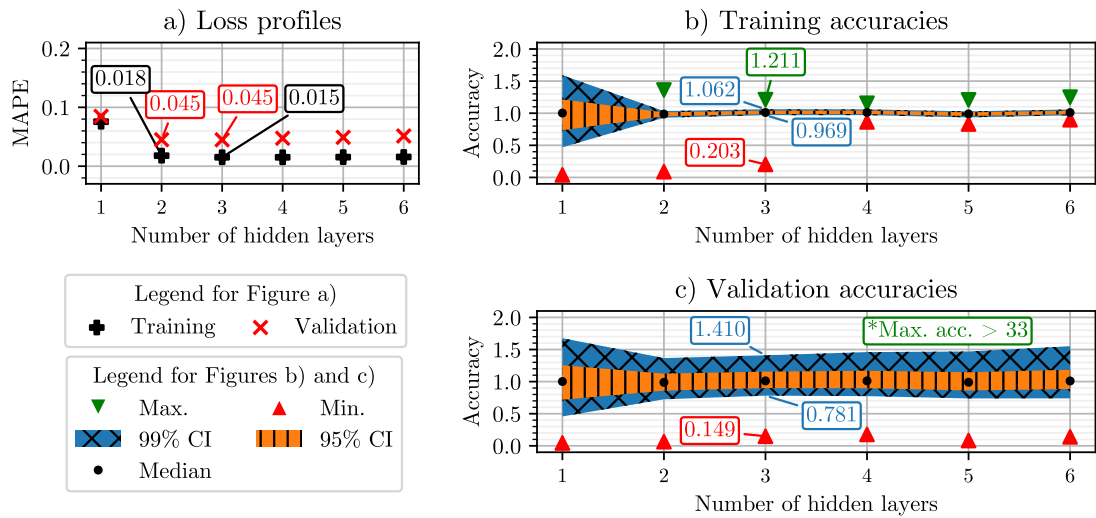 a) Loss profiles
MAPE
0.2
0.1
0.0
0.018
0.045
0.045
0.015
1 2 3 4 5 6
Number of hidden layers
Legend for Figure a)
Training Validation
Legend for Figures b) and c)
Max. Min.
99% CI 95% CI
Median
b) Training accuracies
Accuracy
2.0
1.5
1.0
0.5
0.0
1.211
1.062
0.969
0.203
1 2 3 4 5 6
Number of hidden layers
c) Validation accuracies
Accuracy
2.0
1.5
1.0
0.5
0.0
1.410
*Max. acc. > 33
0.781
0.149
1 2 3 4 5 6
Number of hidden layers